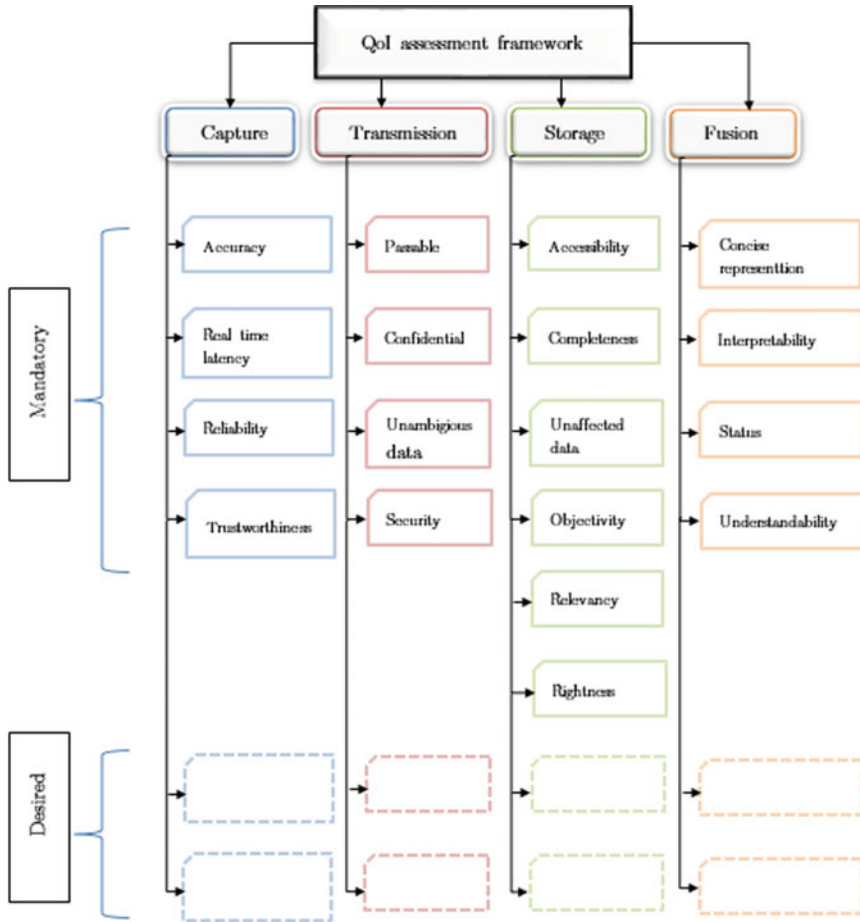 QoI assessment framework
Capture
Transmission
Storage
Fusion
Mandatory
Accuracy
Passable
Accessibility
Concise
representtion
Real time
latency
Confidential
Completeness
Interpretability
Reliability
Unambigious
data
Unaffected
data
Status
Trustworthiness
Security
Objectivity
Understandability
Relevancy
Rightness
Desired